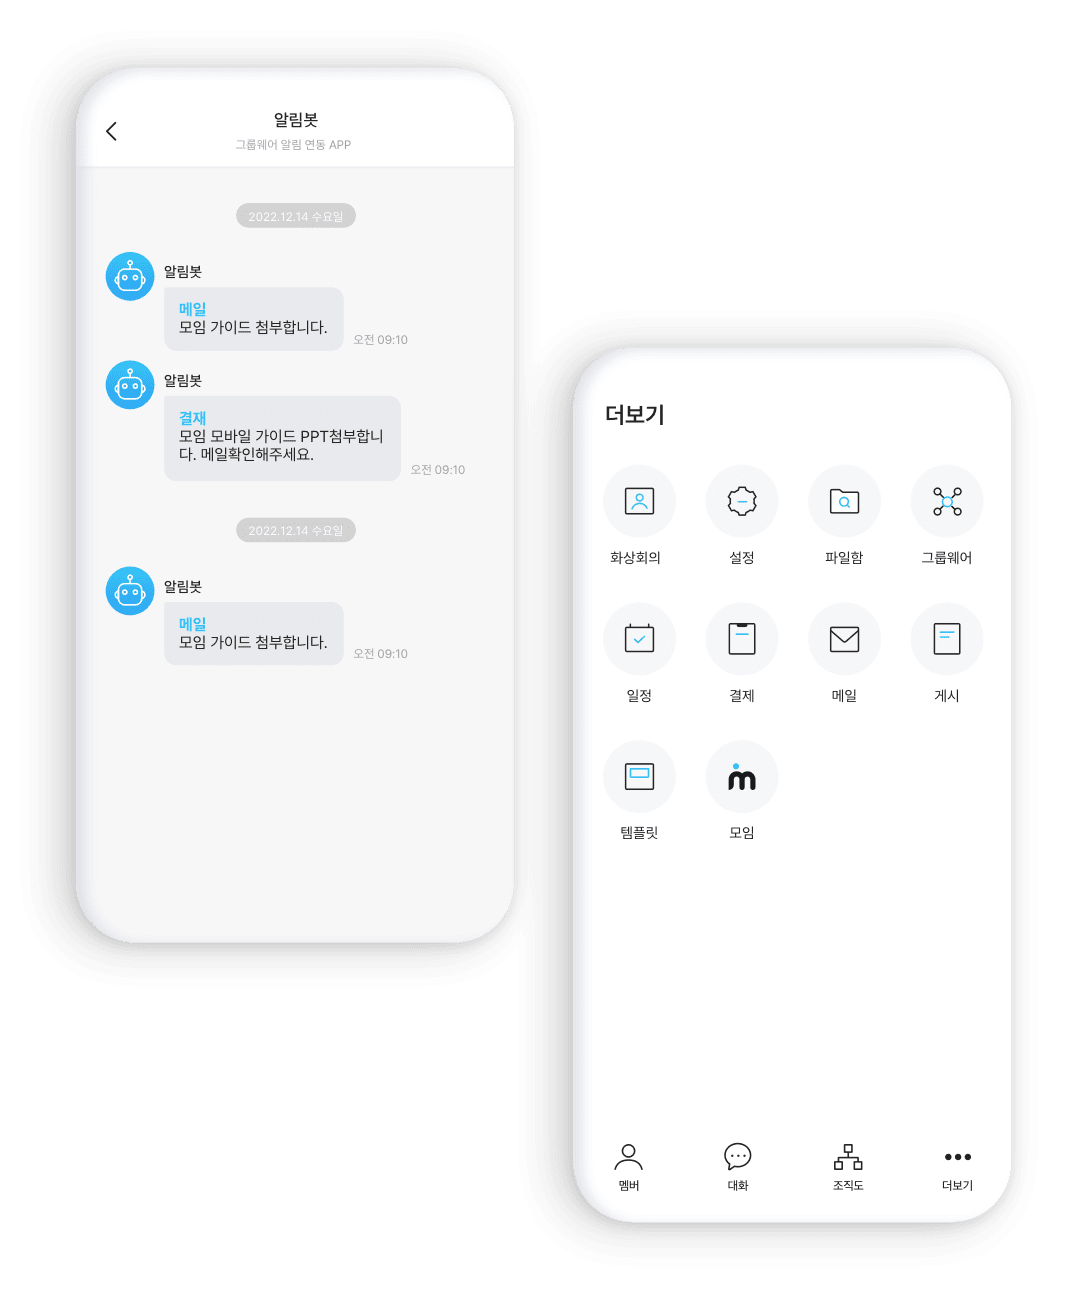 알림봇
그룹웨어 알림 연동 APP
2022.12.14 수요일
알림봇
메일
모임 가이드 첨부합니다.
오전 09:10
알림봇
결재
모임 모바일 가이드 PPT첨부합니
다. 메일확인해주세요.
오전 09:10
2022.12.14 수요일
알림봇
메일
모임 가이드 첨부합니다.
오전 09:10
더보기
화상회의 설정 파일함 그룹웨어
일정 결제 메일 게시
m
템플릿 모임
멤버 대화 조직도 더보기